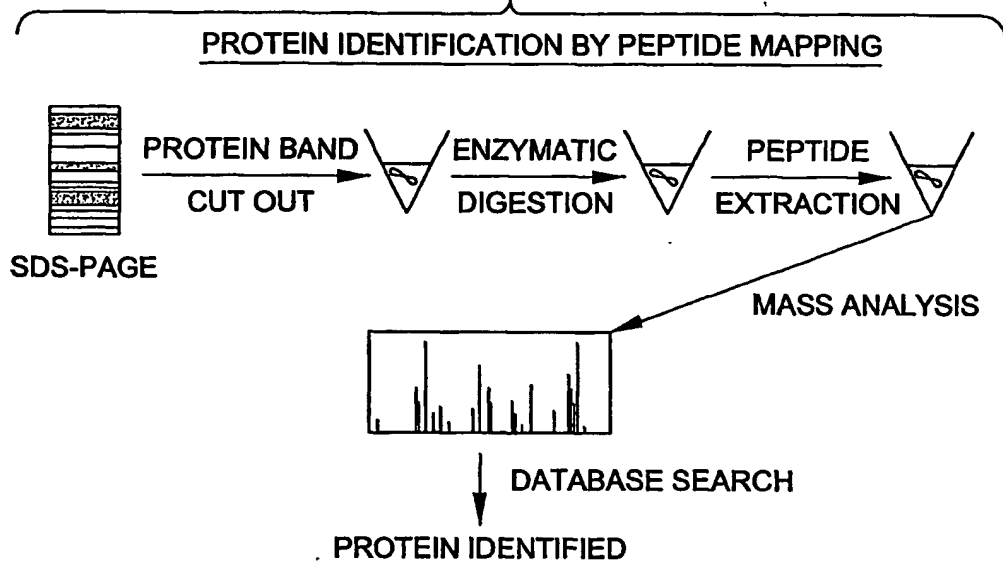 PROTEIN IDENTIFICATION BY PEPTIDE MAPPING
PROTEIN BAND
CUT OUT
ENZYMATIC
DIGESTION
PEPTIDE
EXTRACTION
SDS-PAGE
MASS ANALYSIS
DATABASE SEARCH
PROTEIN IDENTIFIED